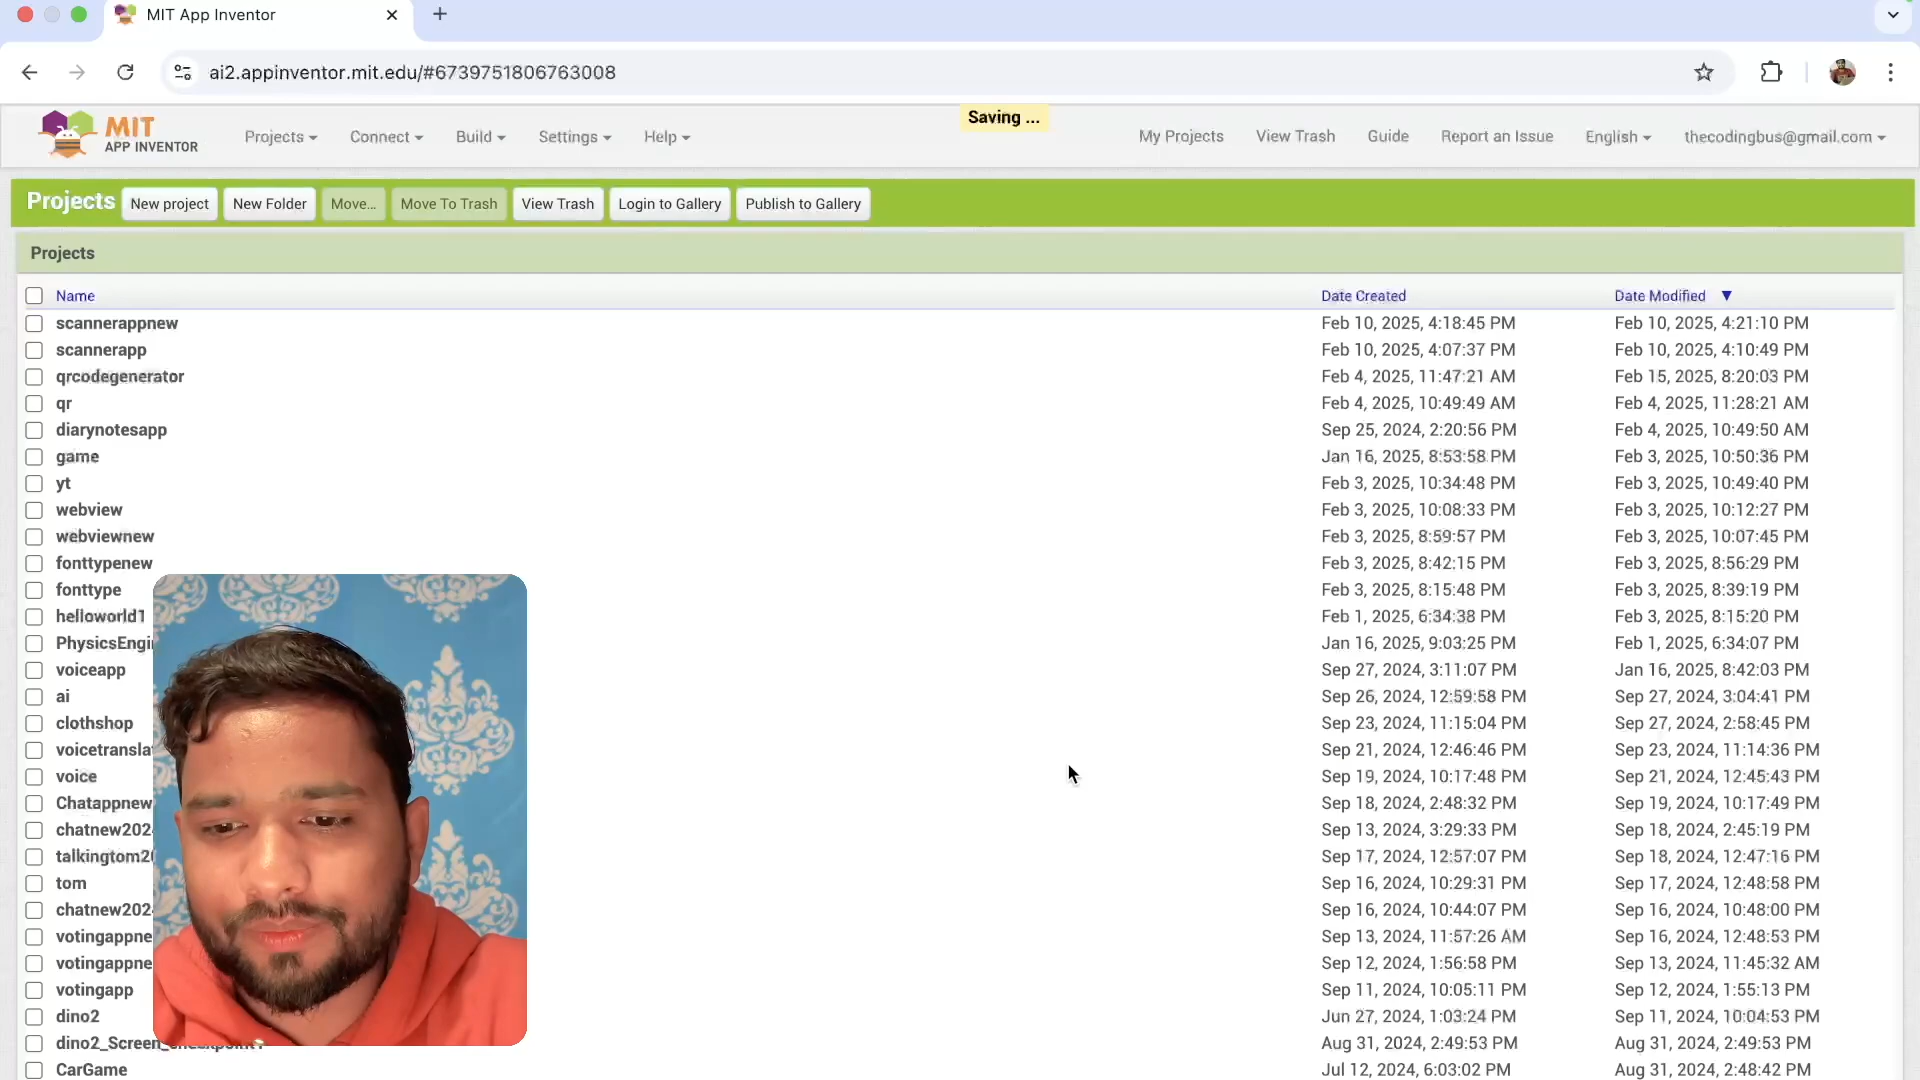 MIT App Inventor
ai2.appinventor.mit.edu/#6739751806763008
MIT APP INVENTOR
Projects Connect Build Settings Help Saving ... My Projects View Trash Guide Report an Issue English thecodingbus@gmail.com
Projects New project New Folder Move... Move To Trash View Trash Login to Gallery Publish to Gallery
Projects
Name Date Created Date Modified ▼
scannerappnew Feb 10, 2025, 4:18:45 PM Feb 10, 2025, 4:21:10 PM
scannerapp Feb 10, 2025, 4:07:37 PM Feb 10, 2025, 4:10:49 PM
qrcodegenerator Feb 4, 2025, 11:47:21 AM Feb 15, 2025, 8:20:03 PM
qr Feb 4, 2025, 10:49:49 AM Feb 4, 2025, 11:28:21 AM
diarynotesapp Sep 25, 2024, 2:20:56 PM Feb 4, 2025, 10:49:50 AM
game Jan 16, 2025, 8:53:58 PM Feb 3, 2025, 10:50:36 PM
yt Feb 3, 2025, 10:34:48 PM Feb 3, 2025, 10:49:40 PM
webview Feb 3, 2025, 10:08:33 PM Feb 3, 2025, 10:12:27 PM
webviewnew Feb 3, 2025, 8:59:57 PM Feb 3, 2025, 10:07:45 PM
fonttypenew Feb 3, 2025, 8:42:15 PM Feb 3, 2025, 8:56:29 PM
fonttype Feb 3, 2025, 8:15:48 PM Feb 3, 2025, 8:39:19 PM
helloworld1 Feb 1, 2025, 6:34:38 PM Feb 3, 2025, 8:15:20 PM
PhysicsEngi Jan 16, 2025, 9:03:25 PM Feb 1, 2025, 6:34:07 PM
voiceapp Sep 27, 2024, 3:11:07 PM Jan 16, 2025, 8:42:03 PM
ai Sep 26, 2024, 12:59:58 PM Sep 27, 2024, 3:04:41 PM
clothshop Sep 23, 2024, 11:15:04 PM Sep 27, 2024, 2:58:45 PM
voicetransla Sep 21, 2024, 12:46:46 PM Sep 23, 2024, 11:14:36 PM
voice Sep 19, 2024, 10:17:48 PM Sep 21, 2024, 12:45:43 PM
Chatappnew Sep 18, 2024, 2:48:32 PM Sep 19, 2024, 10:17:49 PM
chatnew202 Sep 13, 2024, 3:29:33 PM Sep 18, 2024, 2:45:19 PM
talkingtom2 Sep 17, 2024, 12:57:07 PM Sep 18, 2024, 12:47:16 PM
tom Sep 16, 2024, 10:29:31 PM Sep 17, 2024, 12:48:58 PM
chatnew202 Sep 16, 2024, 10:44:07 PM Sep 16, 2024, 10:48:00 PM
votingappne Sep 13, 2024, 11:57:26 AM Sep 16, 2024, 12:48:53 PM
votingappne Sep 12, 2024, 1:56:58 PM Sep 13, 2024, 11:45:32 AM
votingapp Sep 11, 2024, 10:05:11 PM Sep 12, 2024, 1:55:13 PM
dino2 Jun 27, 2024, 1:03:24 PM Sep 11, 2024, 10:04:53 PM
dino2_Screen_checkpoint1 Aug 31, 2024, 2:49:53 PM Aug 31, 2024, 2:49:53 PM
CarGame Jul 12, 2024, 6:03:02 PM Aug 31, 2024, 2:48:42 PM